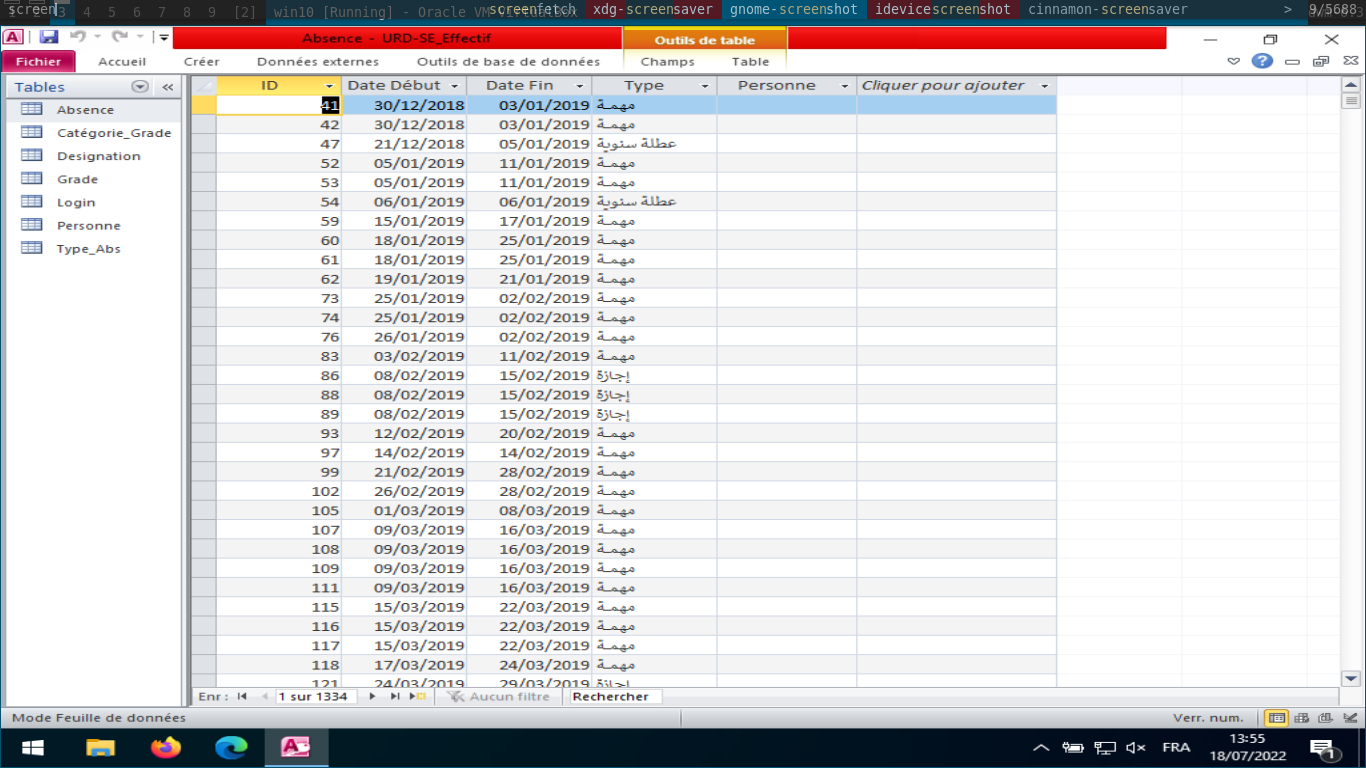 screen 3 4 5 6 7 8 9 [2] win10 [Running] - Oracle VM screenfetch xdg-screensaver gnome-screenshot idevicescreenshot cinnamon-screensaver > 9/5688
A Absence - URD-SE_Effectif Outils de table
Fichier Accueil Créer Données externes Outils de base de données Champs Table
Tables «
Absence
Catégorie_Grade
Designation
Grade
Login
Personne
Type_Abs
ID Date Début Date Fin Type Personne Cliquer pour ajouter
41 30/12/2018 03/01/2019 مهمة
42 30/12/2018 03/01/2019 مهمة
47 21/12/2018 05/01/2019 عطلة سنوية
52 05/01/2019 11/01/2019 مهمة
53 05/01/2019 11/01/2019 مهمة
54 06/01/2019 06/01/2019 عطلة سنوية
59 15/01/2019 17/01/2019 مهمة
60 18/01/2019 25/01/2019 مهمة
61 18/01/2019 25/01/2019 مهمة
62 19/01/2019 21/01/2019 مهمة
73 25/01/2019 02/02/2019 مهمة
74 25/01/2019 02/02/2019 مهمة
76 26/01/2019 02/02/2019 مهمة
83 03/02/2019 11/02/2019 مهمة
86 08/02/2019 15/02/2019 إجازة
88 08/02/2019 15/02/2019 إجازة
89 08/02/2019 15/02/2019 إجازة
93 12/02/2019 20/02/2019 مهمة
97 14/02/2019 14/02/2019 مهمة
99 21/02/2019 28/02/2019 مهمة
102 26/02/2019 28/02/2019 مهمة
105 01/03/2019 08/03/2019 مهمة
107 09/03/2019 16/03/2019 مهمة
108 09/03/2019 16/03/2019 مهمة
109 09/03/2019 16/03/2019 مهمة
111 09/03/2019 16/03/2019 مهمة
115 15/03/2019 22/03/2019 مهمة
116 15/03/2019 22/03/2019 مهمة
117 15/03/2019 22/03/2019 مهمة
118 17/03/2019 24/03/2019 مهمة
121 24/03/2019 29/03/2019 إجازة
Enr : 1 sur 1334 Aucun filtre Rechercher
Mode Feuille de données Verr. num.
FRA 13:55
18/07/2022 1